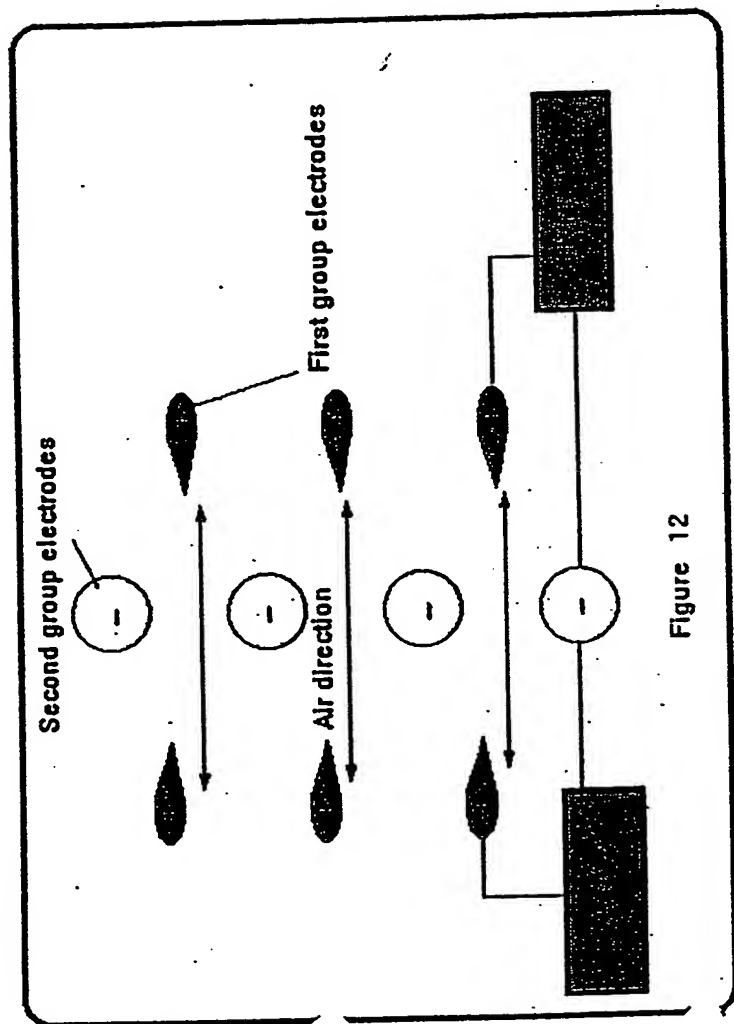 Second group electrodes
First group electrodes
Air direction
-
-
-
-
Figure 12